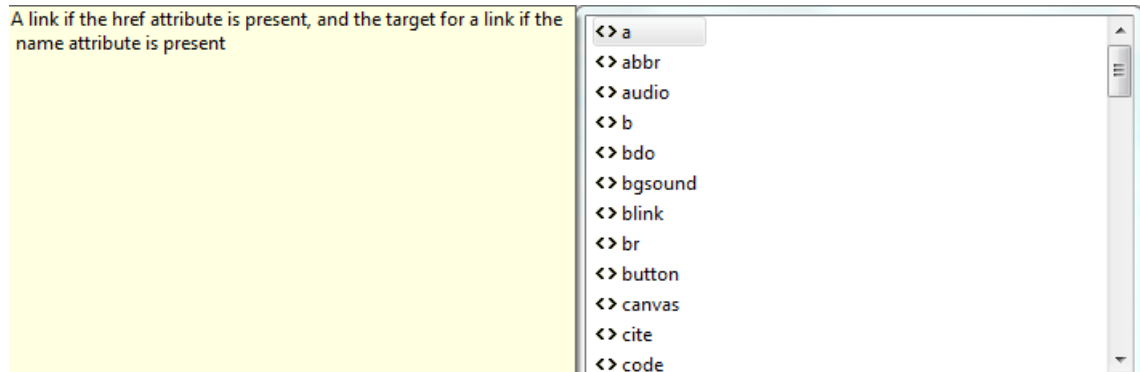 A link if the href attribute is present, and the target for a link if the
name attribute is present
<> a
<> abbr
<> audio
<> b
<> bdo
<> bgsound
<> blink
<> br
<> button
<> canvas
<> cite
<> code